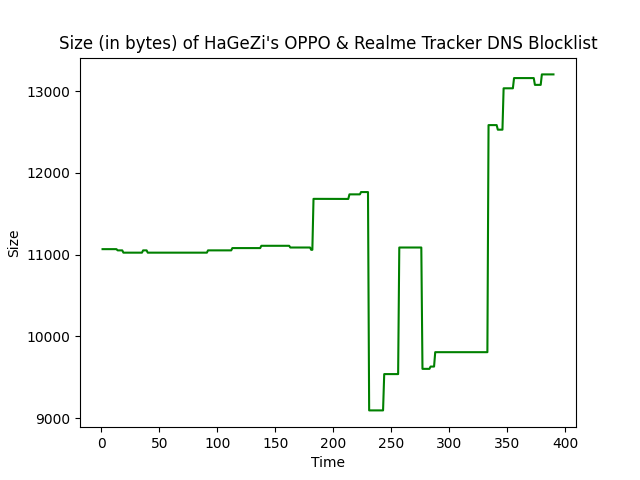 Size (in bytes) of HaGeZi's OPPO & Realme Tracker DNS Blocklist
13000
12000
11000
10000
9000
Size
0 50 100 150 200 250 300 350 400
Time